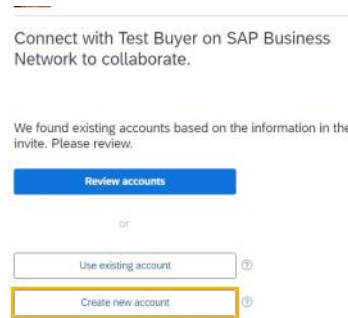 Connect with Test Buyer on SAP Business
Network to collaborate.
We found existing accounts based on the information in the
invite. Please review.
Review accounts
or
Use existing account
Create new account